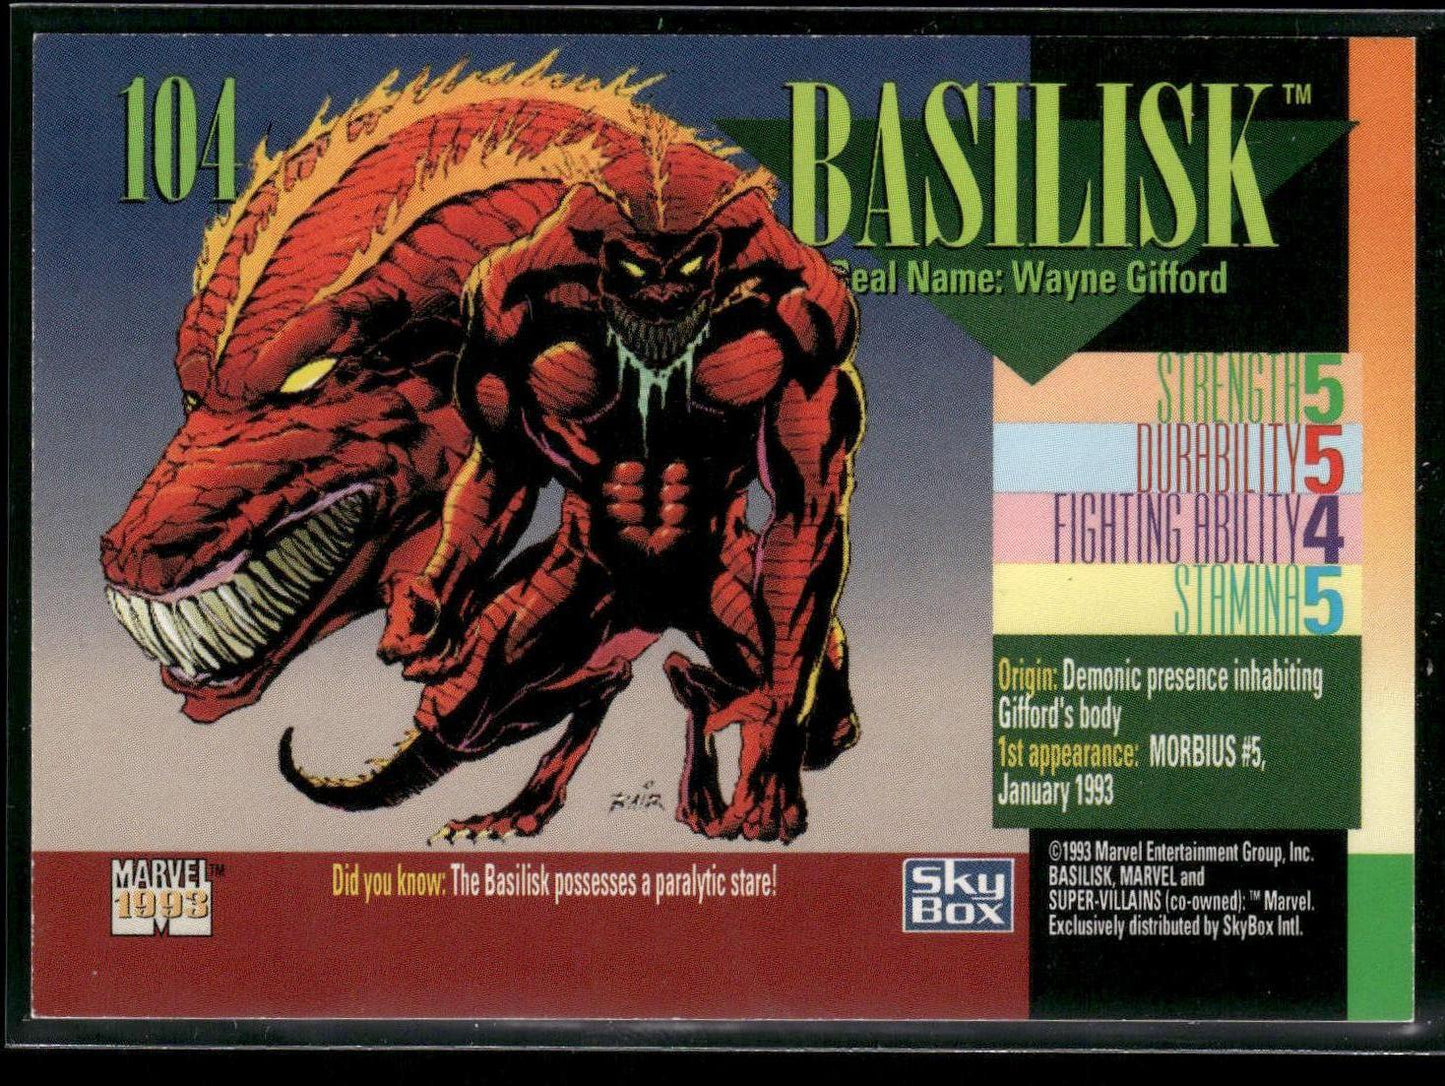 104
BASILISK™
Real Name: Wayne Gifford
STRENGTH 5
DURABILITY 5
FIGHTING ABILITY 4
STAMINA 5
Origin: Demonic presence inhabiting
Gifford's body
1st appearance: MORBIUS #5,
January 1993
MARVEL™
1993
Did you know: The Basilisk possesses a paralytic stare!
SkyBox
©1993 Marvel Entertainment Group, Inc.
BASILISK, MARVEL and
SUPER-VILLAINS (co-owned): ™ Marvel.
Exclusively distributed by SkyBox Intl.